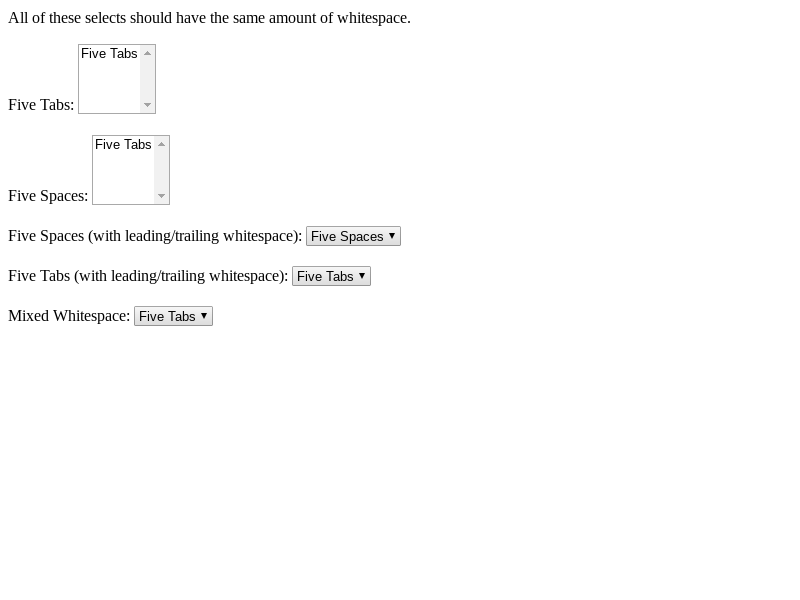 All of these selects should have the same amount of whitespace.
Five Tabs
Five Tabs:
Five Tabs
Five Spaces:
Five Spaces (with leading/trailing whitespace): Five Spaces
Five Tabs (with leading/trailing whitespace): Five Tabs
Mixed Whitespace: Five Tabs